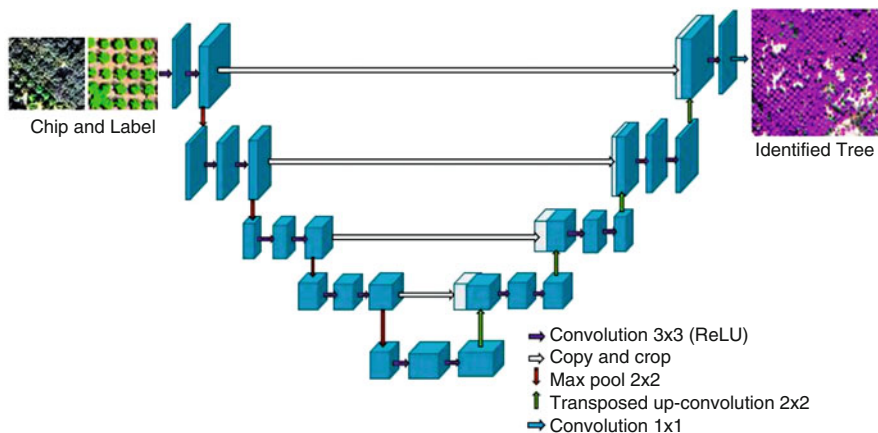 Chip and Label
Identified Tree
Convolution 3x3 (ReLU)
Copy and crop
Max pool 2x2
Transposed up-convolution 2x2
Convolution 1x1